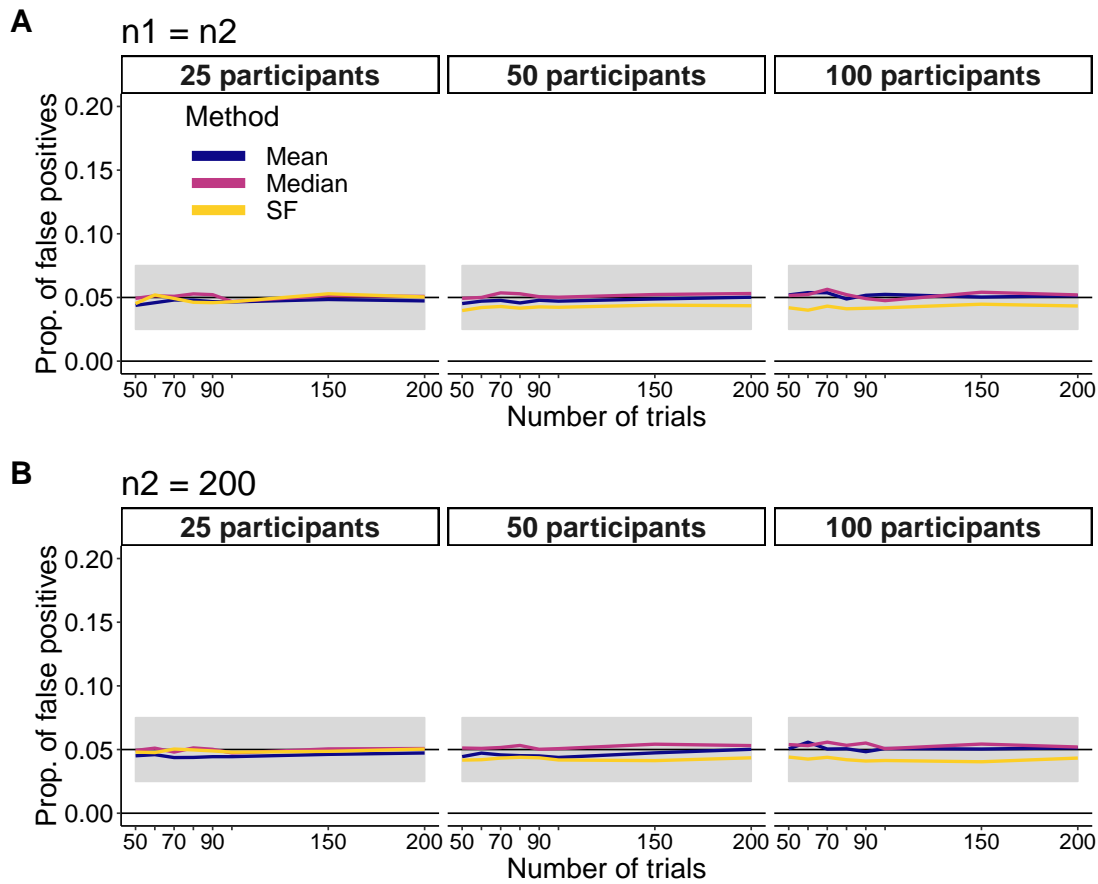 A
n1 = n2
25 participants 50 participants 100 participants
Method
Mean
Median
SF
Prop. of false positives
0.20
0.15
0.10
0.05
0.00
50 70 90 150 200 50 70 90 150 200 50 70 90 150 200
Number of trials
B
n2 = 200
25 participants 50 participants 100 participants
Prop. of false positives
0.20
0.15
0.10
0.05
0.00
50 70 90 150 200 50 70 90 150 200 50 70 90 150 200
Number of trials